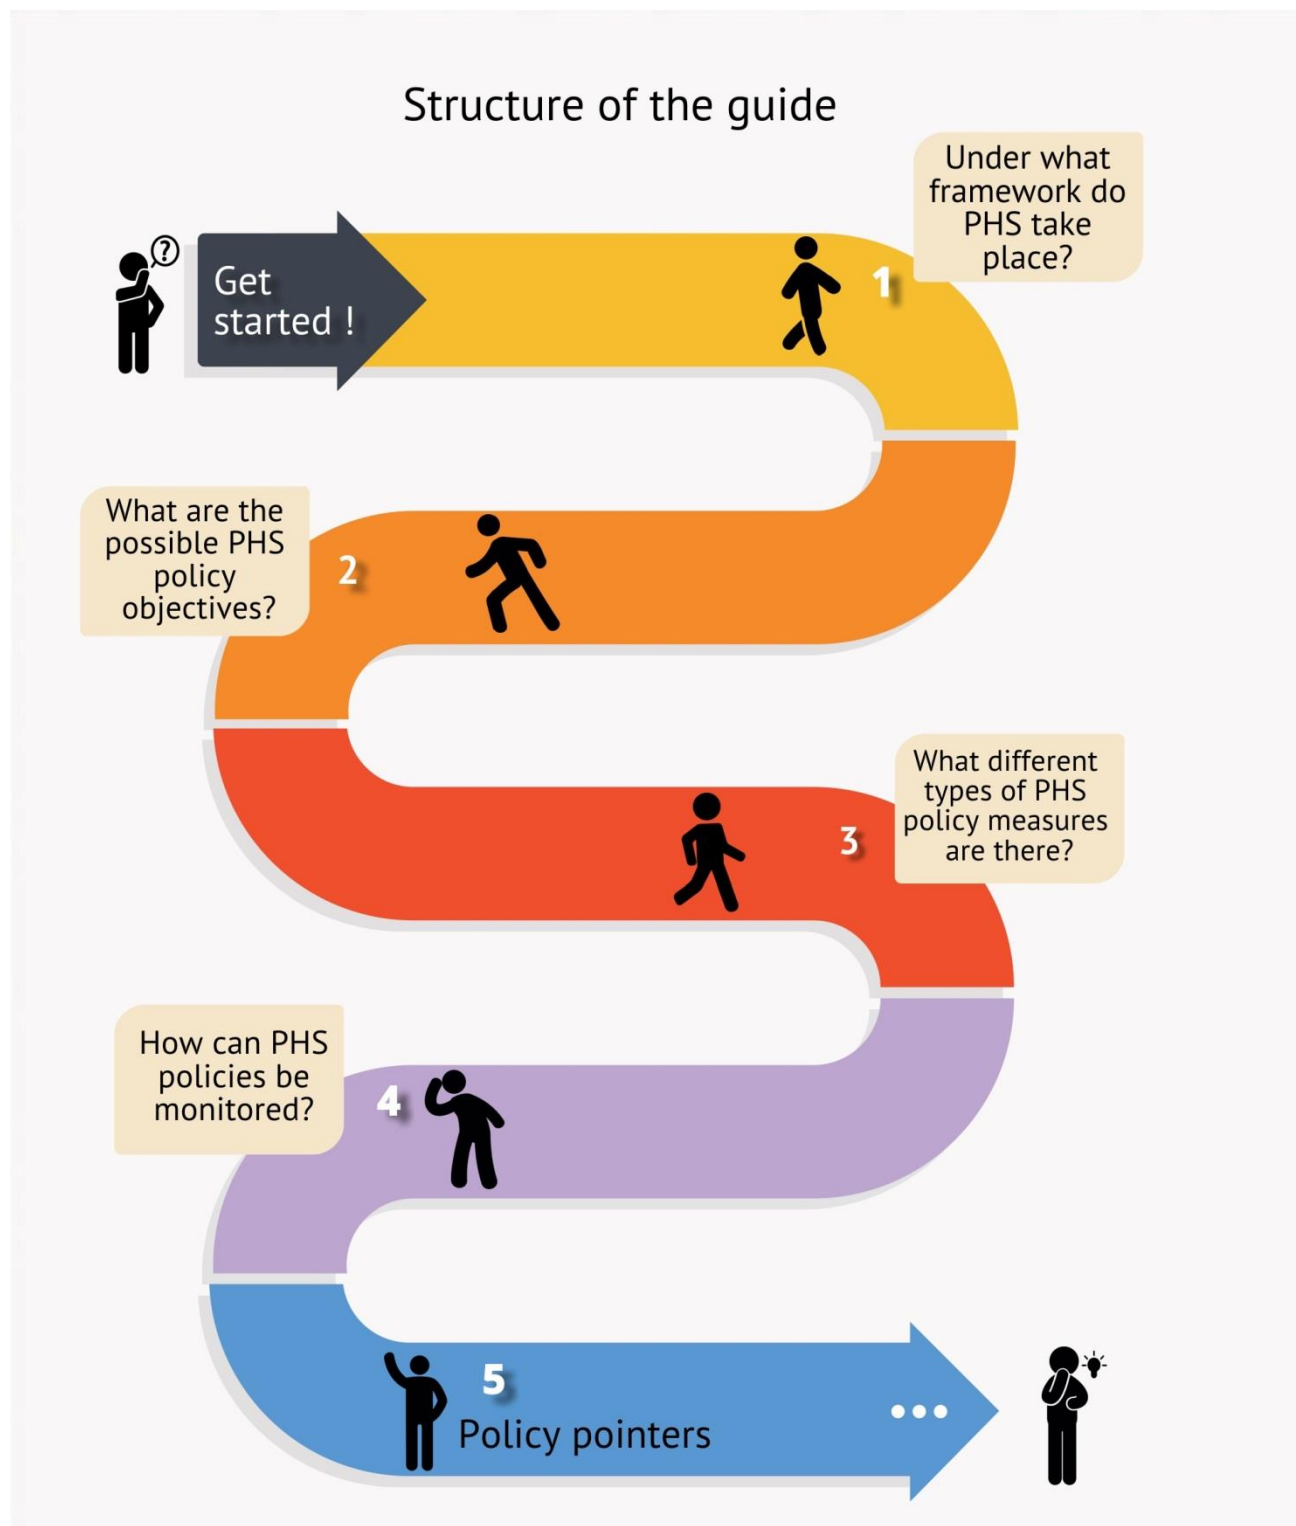 Structure of the guide
Under what
framework do
PHS take
place?
?
Get
started !
1
What are the
possible PHS
policy
objectives?
2
What different
types of PHS
policy measures
are there?
3
How can PHS
policies be
monitored?
4
5
Policy pointers
...